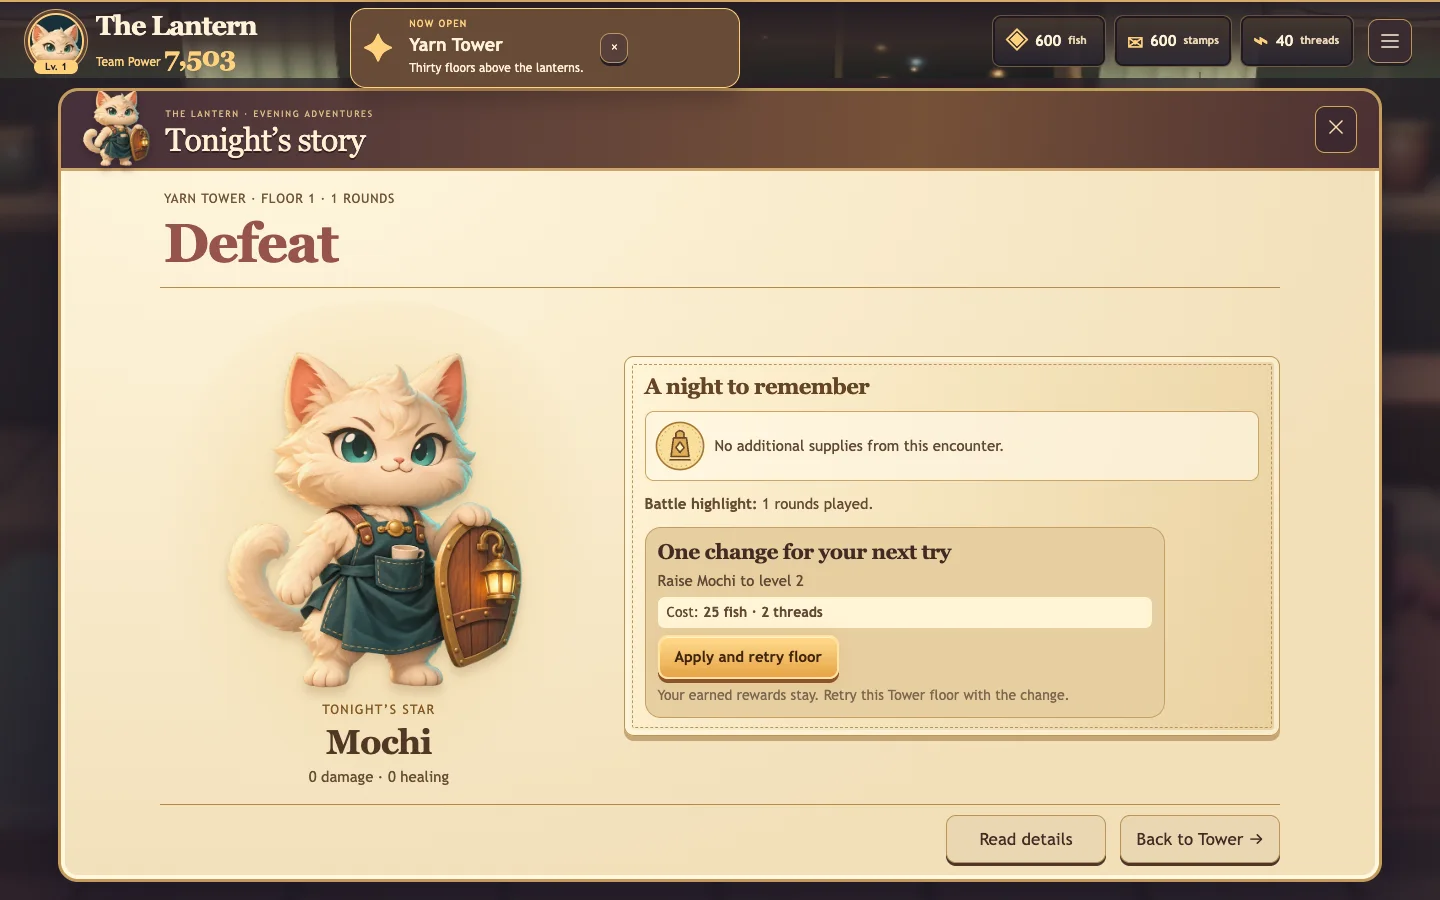 The Lantern
Team Power 7,503
Lv. 1
NOW OPEN
Yarn Tower
Thirty floors above the lanterns.
×
600 fish
600 stamps
40 threads
THE LANTERN · EVENING ADVENTURES
Tonight's story
YARN TOWER · FLOOR 1 · 1 ROUNDS
Defeat
TONIGHT'S STAR
Mochi
0 damage · 0 healing
A night to remember
No additional supplies from this encounter.
Battle highlight: 1 rounds played.
One change for your next try
Raise Mochi to level 2
Cost: 25 fish · 2 threads
Apply and retry floor
Your earned rewards stay. Retry this Tower floor with the change.
Read details
Back to Tower →